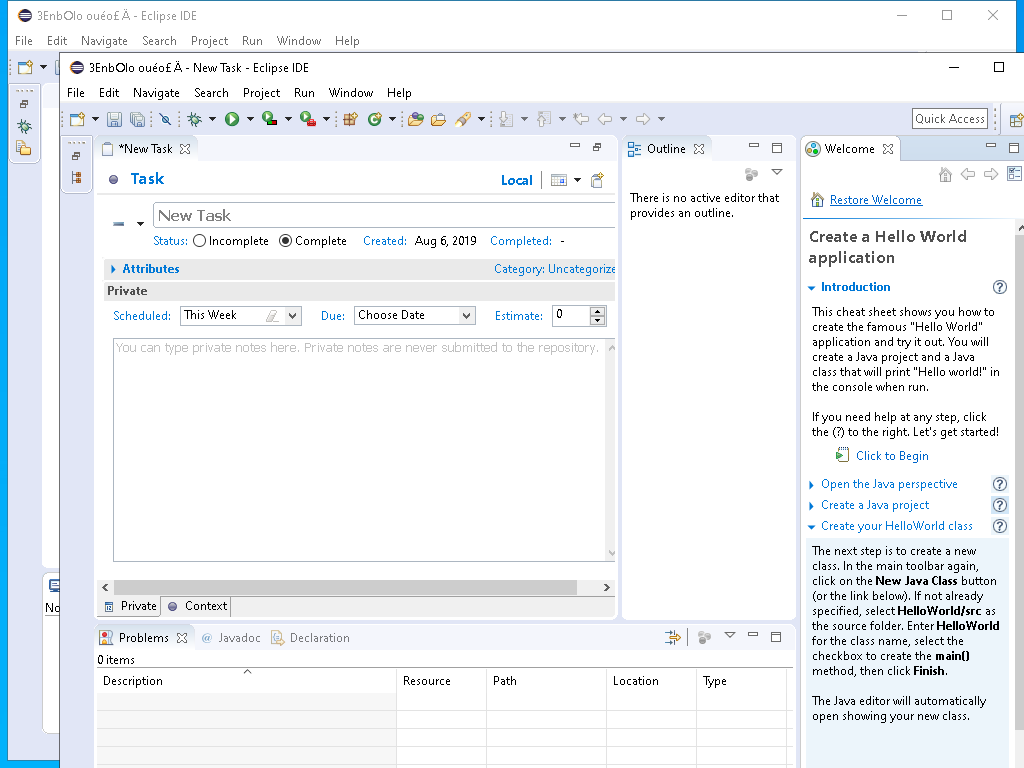 3EnbOlo ouéo£ Ä - Eclipse IDE
File Edit Navigate Search Project Run Window Help
3EnbOlo ouéo£ Ä - New Task - Eclipse IDE
File Edit Navigate Search Project Run Window Help
Quick Access
*New Task
Outline
Welcome
Task
Local
There is no active editor that
provides an outline.
Restore Welcome
New Task
Status: Incomplete Complete Created: Aug 6, 2019 Completed: -
Attributes
Category: Uncategorize
Private
Scheduled: This Week Due: Choose Date Estimate: 0
You can type private notes here. Private notes are never submitted to the repository.
Private Context
Create a Hello World
application
Introduction
This cheat sheet shows you how to
create the famous "Hello World"
application and try it out. You will
create a Java project and a Java
class that will print "Hello world!" in
the console when run.
If you need help at any step, click
the (?) to the right. Let's get started!
Click to Begin
Open the Java perspective
Create a Java project
Create your HelloWorld class
The next step is to create a new
class. In the main toolbar again,
click on the New Java Class button
(or the link below). If not already
specified, select HelloWorld/src as
the source folder. Enter HelloWorld
for the class name, select the
checkbox to create the main()
method, then click Finish.
The Java editor will automatically
open showing your new class.
No
Problems Javadoc Declaration
0 items
Description Resource Path Location Type